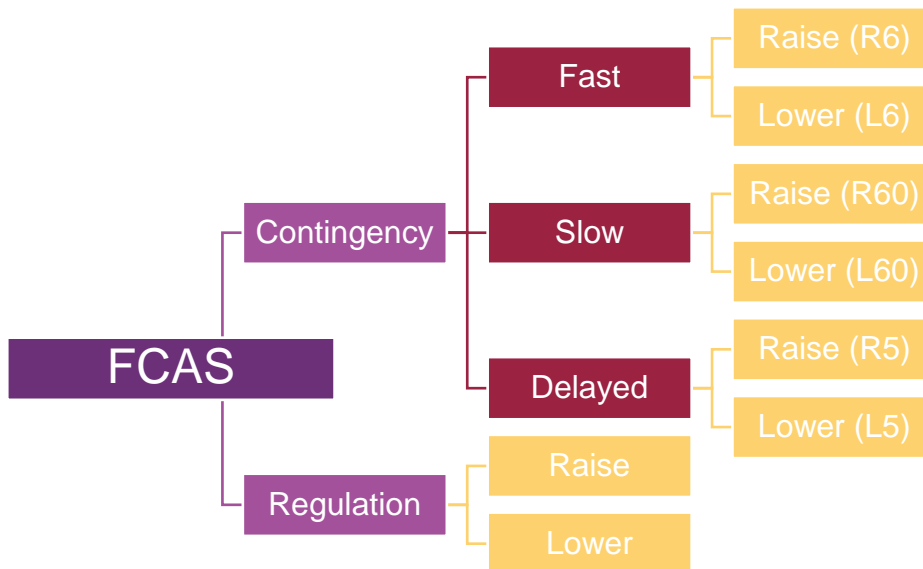 FCAS
Contingency
Fast
Raise (R6)
Lower (L6)
Slow
Raise (R60)
Lower (L60)
Delayed
Raise (R5)
Lower (L5)
Regulation
Raise
Lower